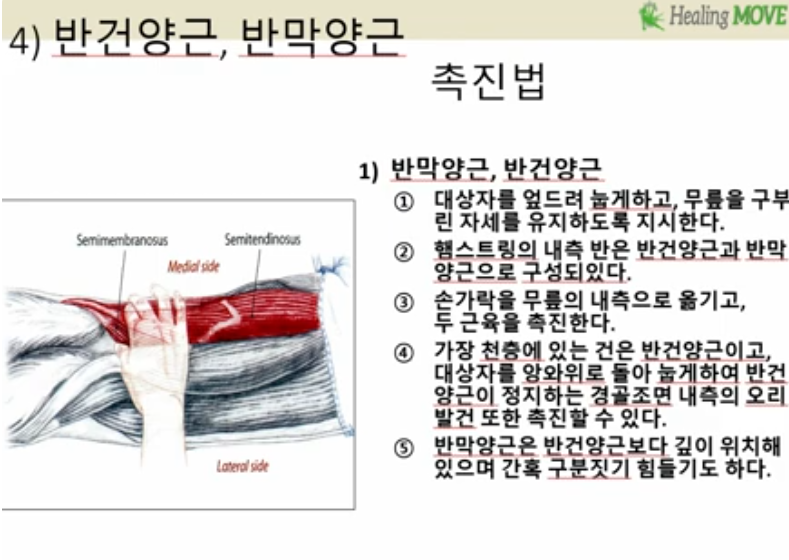 Healing MOVE
4) 반건양근, 반막양근
촉진법
1) 반막양근, 반건양근
① 대상자를 엎드려 눕게하고, 무릎을 구부
린 자세를 유지하도록 지시한다.
② 햄스트링의 내측 반은 반건양근과 반막
양근으로 구성되있다.
③ 손가락을 무릎의 내측으로 옮기고,
두 근육을 촉진한다.
④ 가장 천층에 있는 건은 반건양근이고,
대상자를 앙와위로 돌아 눕게하여 반건
양근이 정지하는 경골조면 내측의 오리
발건 또한 촉진할 수 있다.
⑤ 반막양근은 반건양근보다 깊이 위치해
있으며 간혹 구분짓기 힘들기도 하다.
Semimembranosus
Semitendinosus
Medial side
Lateral side